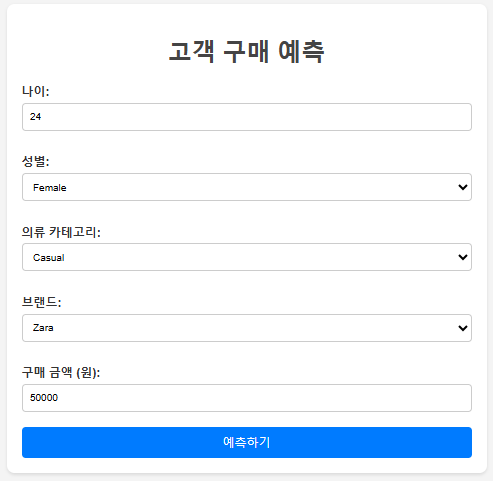 고객 구매 예측
나이:
24
성별:
Female
의류 카테고리:
Casual
브랜드:
Zara
구매 금액 (원):
50000
예측하기